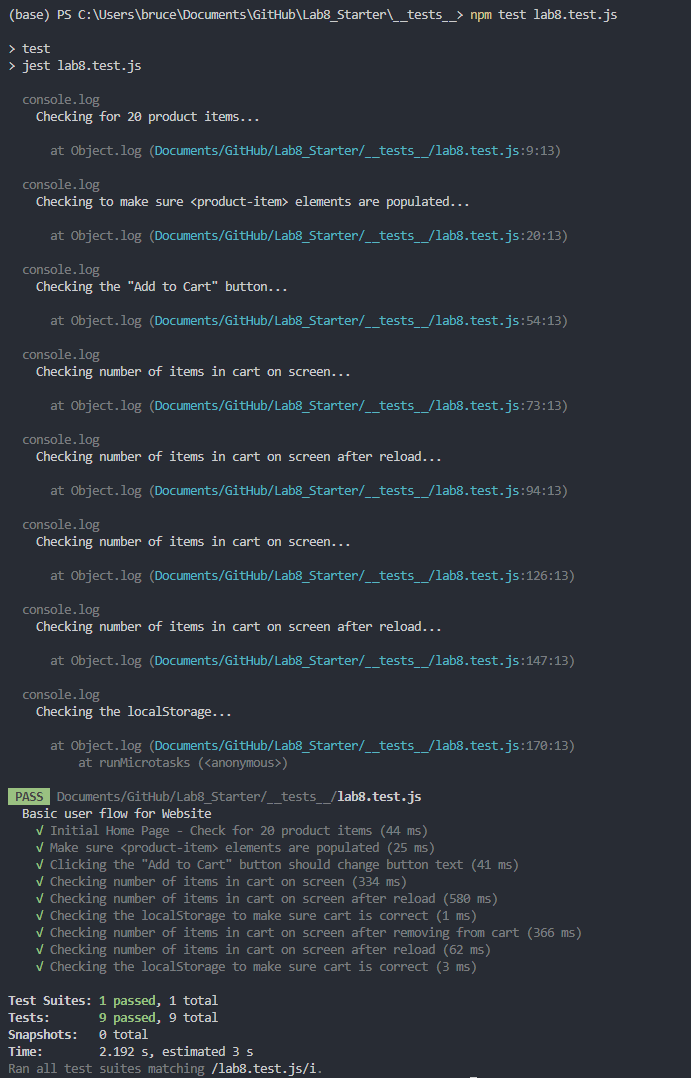 (base) PS C:\Users\bruce\Documents\GitHub\Lab8_Starter\__tests__> npm test lab8.test.js
> test
> jest lab8.test.js
console.log
Checking for 20 product items...
at Object.log (Documents/GitHub/Lab8_Starter/__tests__/lab8.test.js:9:13)
console.log
Checking to make sure <product-item> elements are populated...
at Object.log (Documents/GitHub/Lab8_Starter/__tests__/lab8.test.js:20:13)
console.log
Checking the "Add to Cart" button...
at Object.log (Documents/GitHub/Lab8_Starter/__tests__/lab8.test.js:54:13)
console.log
Checking number of items in cart on screen...
at Object.log (Documents/GitHub/Lab8_Starter/__tests__/lab8.test.js:73:13)
console.log
Checking number of items in cart on screen after reload...
at Object.log (Documents/GitHub/Lab8_Starter/__tests__/lab8.test.js:94:13)
console.log
Checking number of items in cart on screen...
at Object.log (Documents/GitHub/Lab8_Starter/__tests__/lab8.test.js:126:13)
console.log
Checking number of items in cart on screen after reload...
at Object.log (Documents/GitHub/Lab8_Starter/__tests__/lab8.test.js:147:13)
console.log
Checking the localStorage...
at Object.log (Documents/GitHub/Lab8_Starter/__tests__/lab8.test.js:170:13)
at runMicrotasks (<anonymous>)
PASS Documents/GitHub/Lab8_Starter/__tests__/lab8.test.js
Basic user flow for Website
√ Initial Home Page - Check for 20 product items (44 ms)
√ Make sure <product-item> elements are populated (25 ms)
√ Clicking the "Add to Cart" button should change button text (41 ms)
√ Checking number of items in cart on screen (334 ms)
√ Checking number of items in cart on screen after reload (580 ms)
√ Checking the localStorage to make sure cart is correct (1 ms)
√ Checking number of items in cart on screen after removing from cart (366 ms)
√ Checking number of items in cart on screen after reload (62 ms)
√ Checking the localStorage to make sure cart is correct (3 ms)
Test Suites: 1 passed, 1 total
Tests: 9 passed, 9 total
Snapshots: 0 total
Time: 2.192 s, estimated 3 s
Ran all test suites matching /lab8.test.js/i.